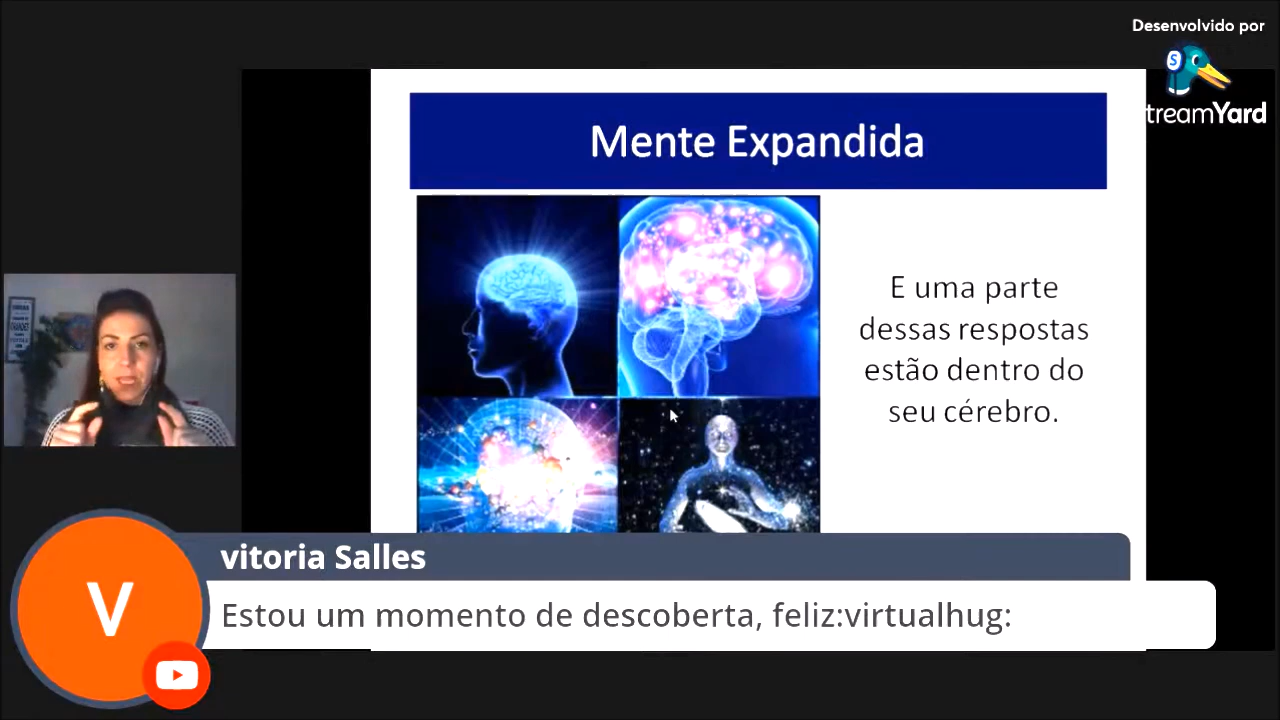 Desenvolvido por
treamYard
Mente Expandida
E uma parte
dessas respostas
estão dentro do
seu cérebro.
vitoria Salles
V
Estou um momento de descoberta, feliz:virtualhug:
S